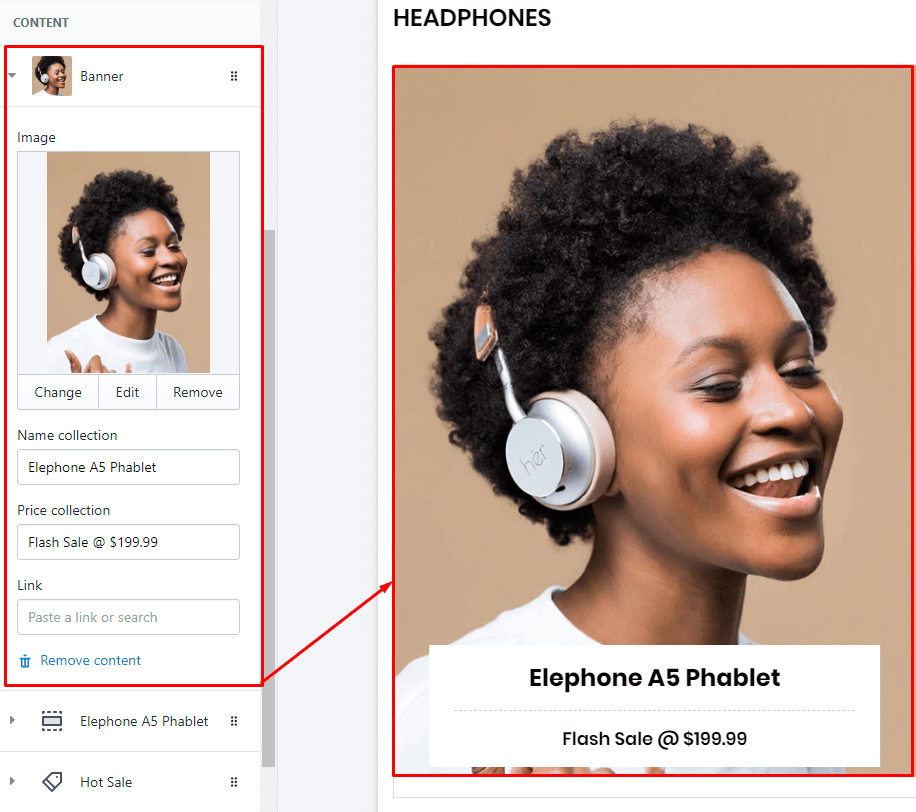 CONTENT
Banner
Image
Change Edit Remove
Name collection
Elephone A5 Phablet
Price collection
Flash Sale @ $199.99
Link
Paste a link or search
Remove content
Elephone A5 Phablet
Hot Sale
HEADPHONES
hēr
Elephone A5 Phablet
Flash Sale @ $199.99